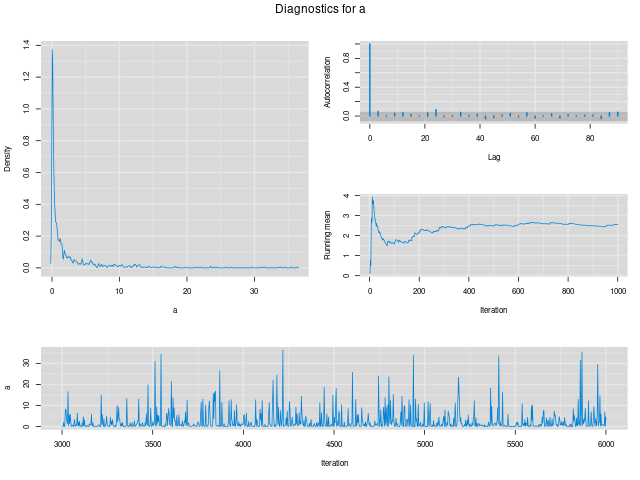 Diagnostics for a
Density
0.0 0.2 0.4 0.6 0.8 1.0 1.2 1.4
0 10 20 30
a
Autocorrelation
0.0 0.4 0.8
0 20 40 60 80
Lag
Running mean
0 1 2 3 4
0 200 400 600 800 1000
Iteration
a
0 10 20 30
3000 3500 4000 4500 5000 5500 6000
Iteration